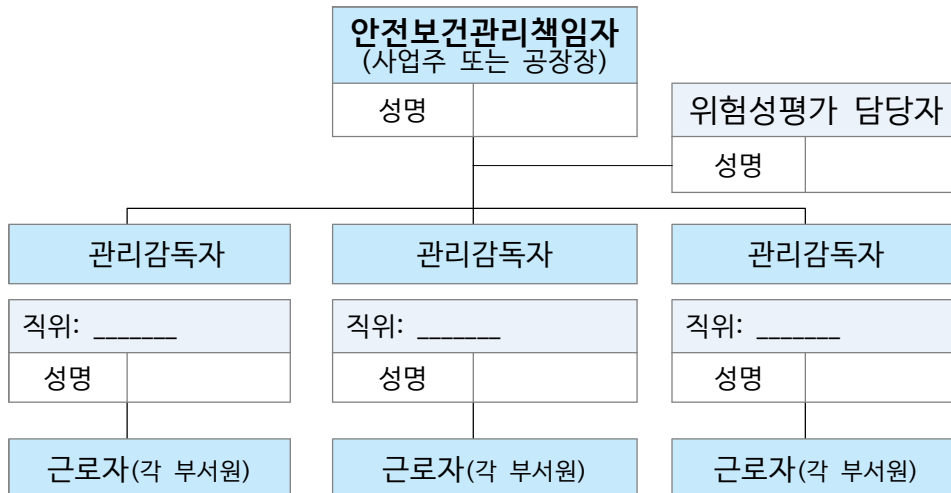 안전보건관리책임자
(사업주 또는 공장장)
성명
위험성평가 담당자
성명
관리감독자
관리감독자
관리감독자
직위: _______
직위: _______
직위: _______
성명
성명
성명
근로자(각 부서원)
근로자(각 부서원)
근로자(각 부서원)